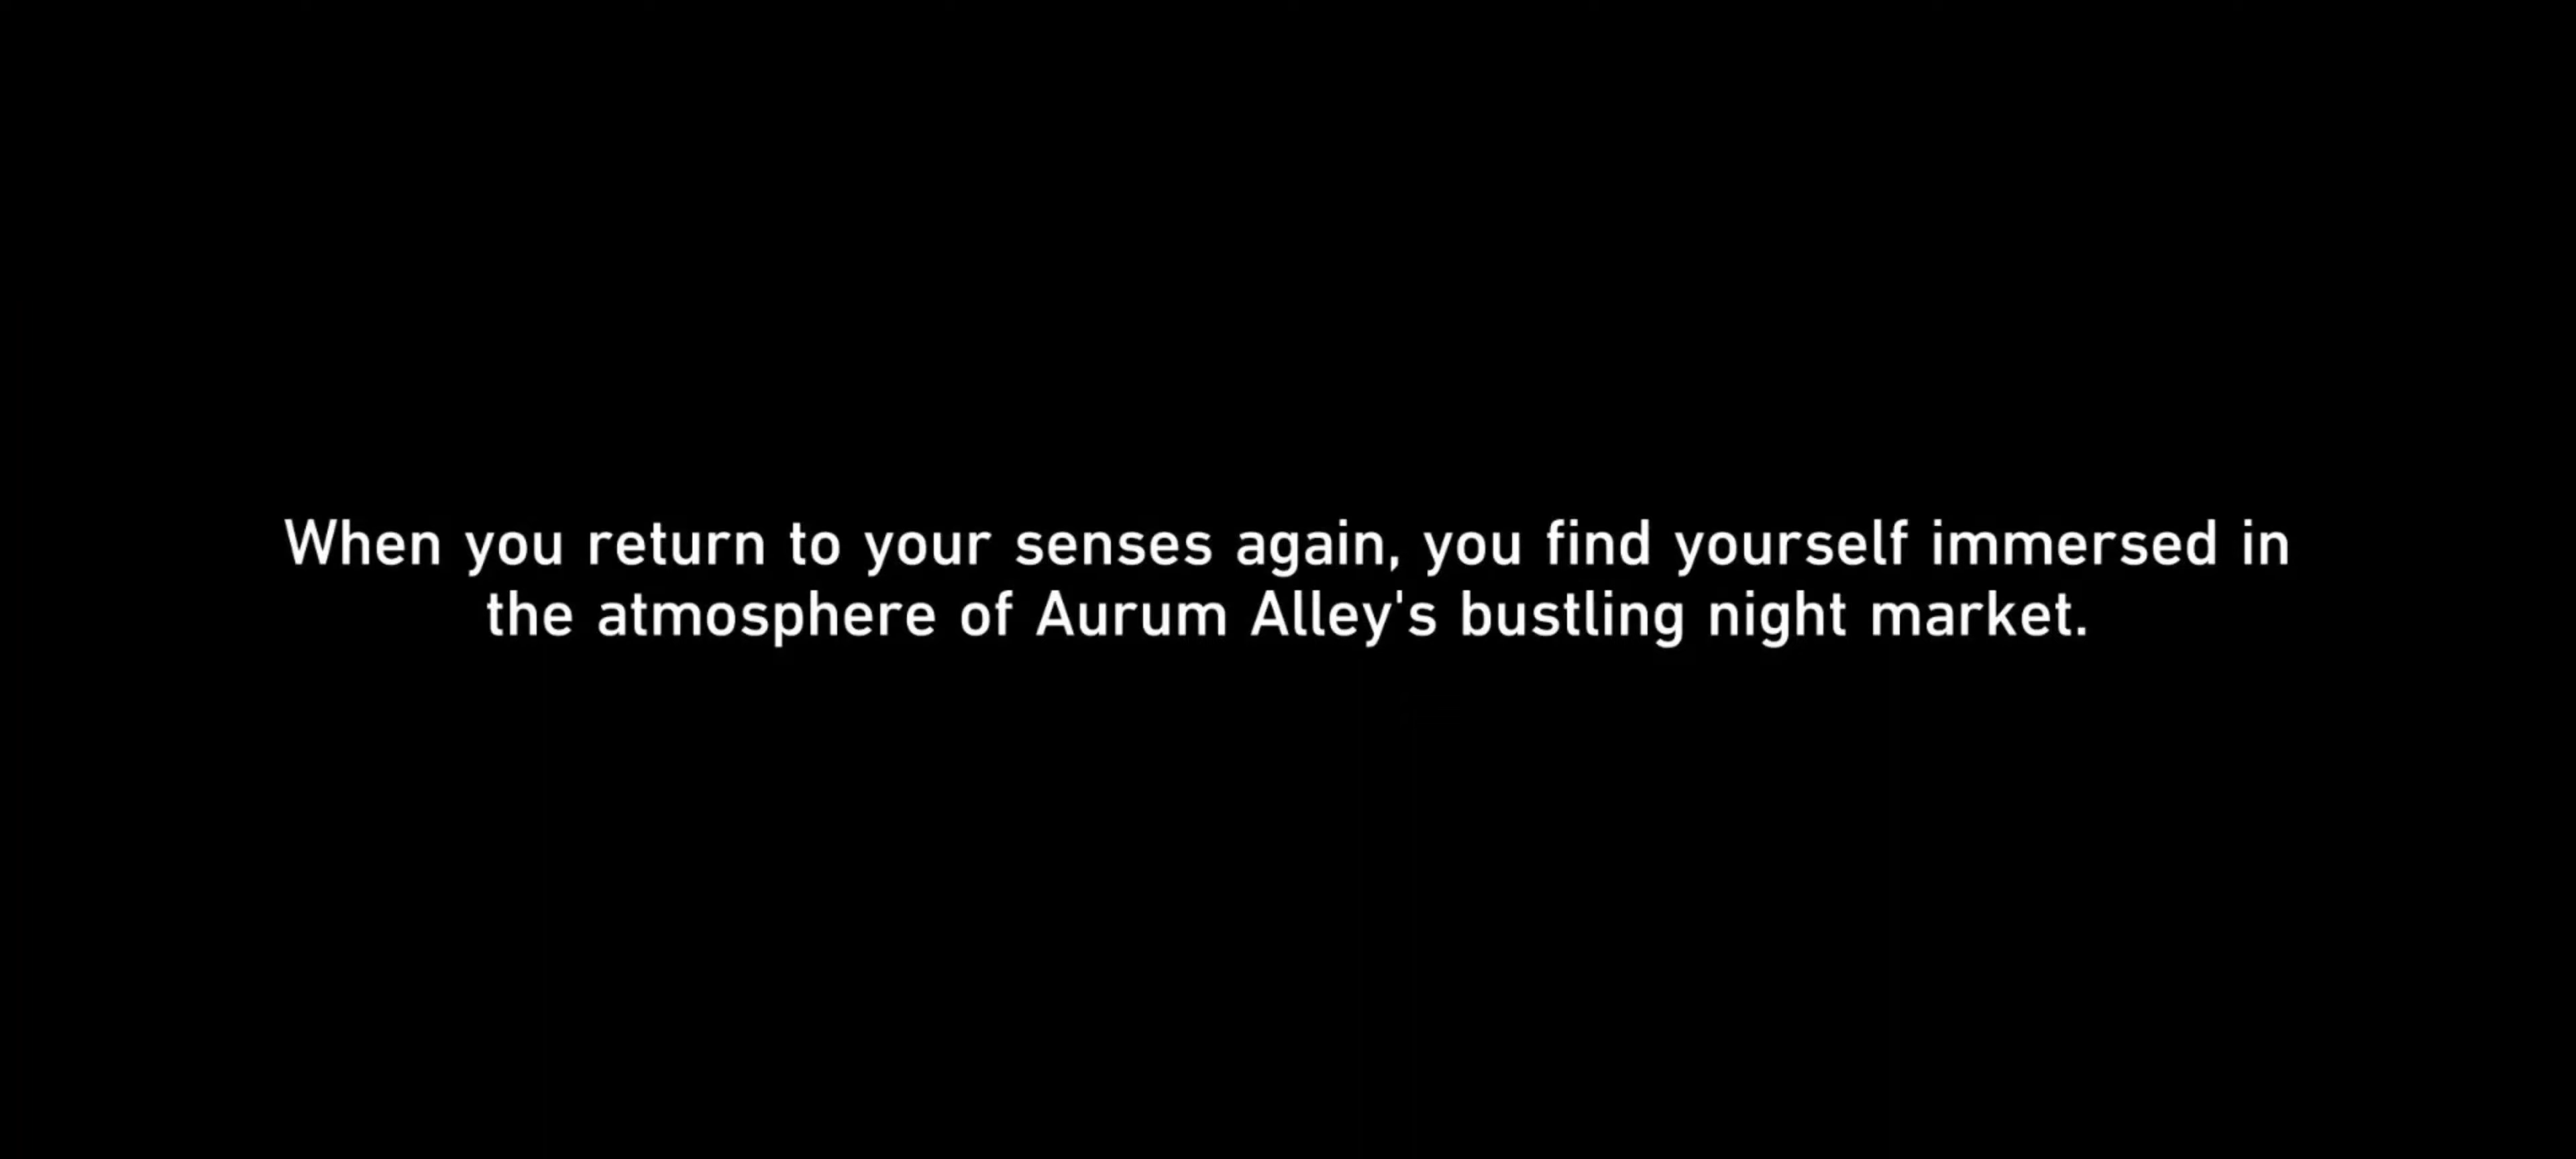 When you return to your senses again, you find yourself immersed in
the atmosphere of Aurum Alley's bustling night market.